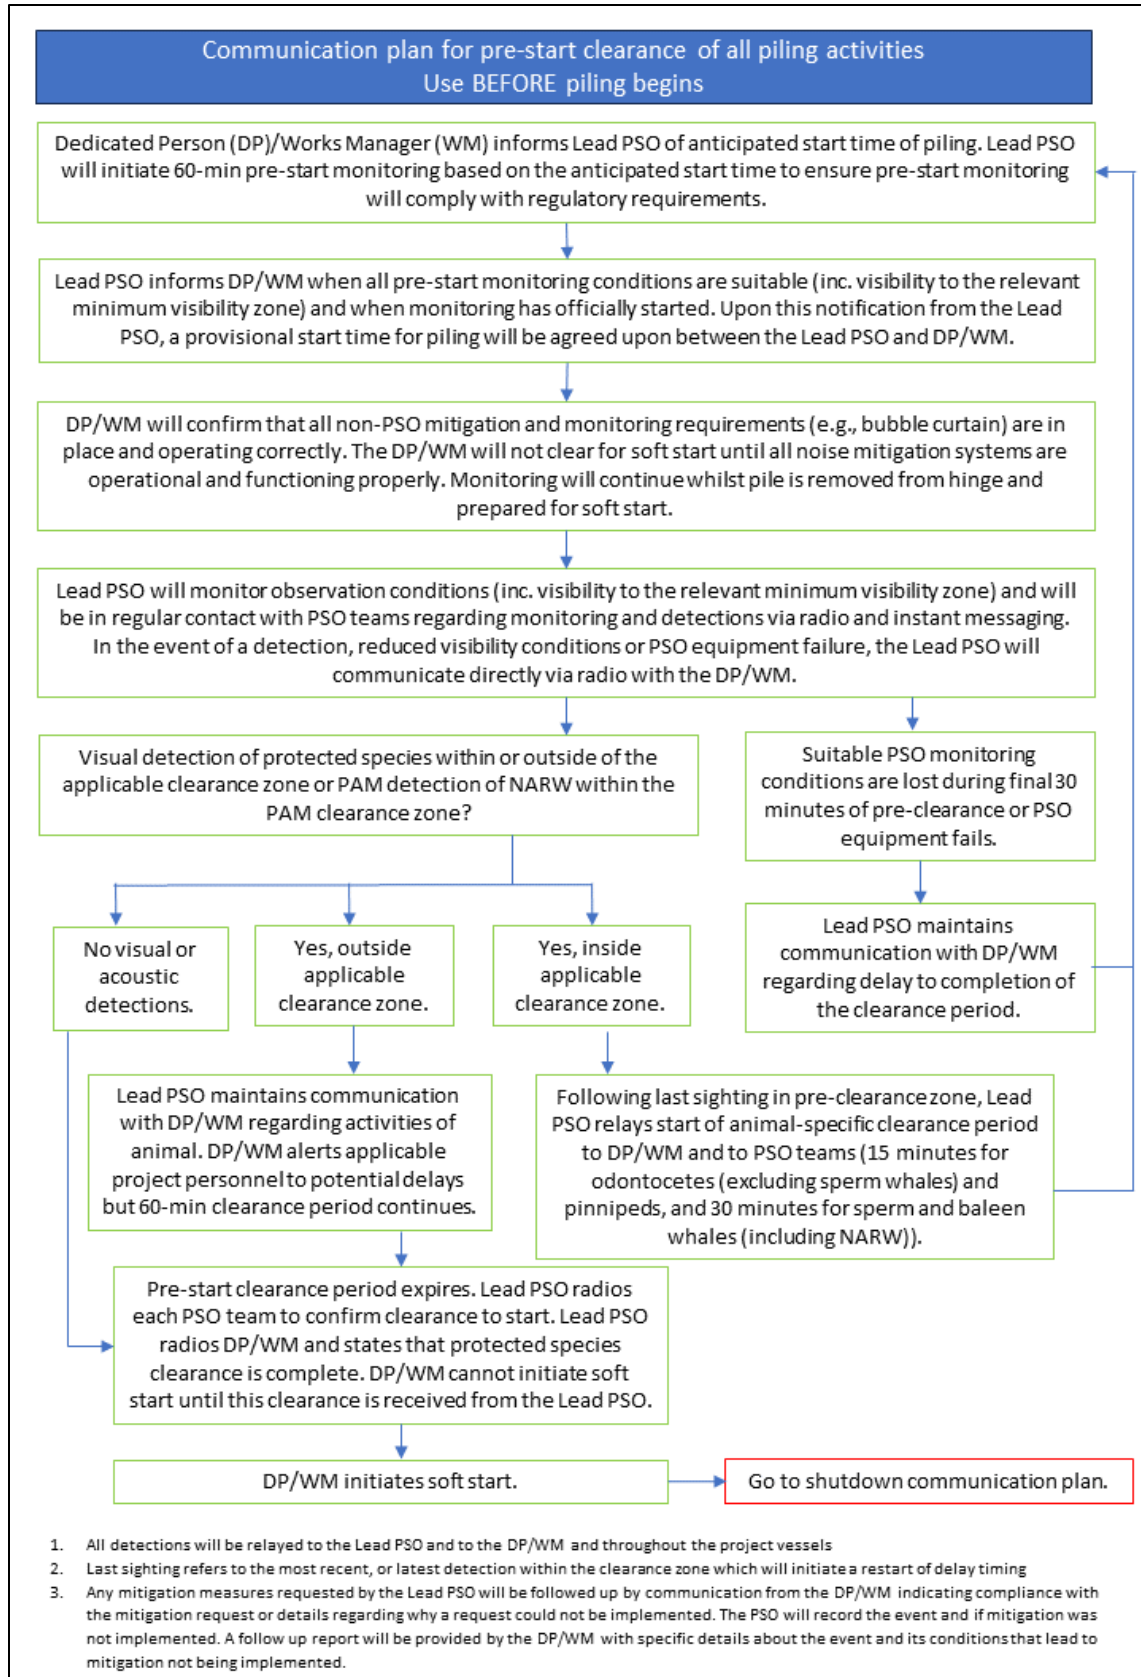 Communication plan for pre-start clearance of all piling activities
Use BEFORE piling begins
Dedicated Person (DP)/Works Manager (WM) informs Lead PSO of anticipated start time of piling. Lead PSO
will initiate 60-min pre-start monitoring based on the anticipated start time to ensure pre-start monitoring
will comply with regulatory requirements.
Lead PSO informs DP/WM when all pre-start monitoring conditions are suitable (inc. visibility to the relevant
minimum visibility zone) and when monitoring has officially started. Upon this notification from the Lead
PSO, a provisional start time for piling will be agreed upon between the Lead PSO and DP/WM.
DP/WM will confirm that all non-PSO mitigation and monitoring requirements (e.g., bubble curtain) are in
place and operating correctly. The DP/WM will not clear for soft start until all noise mitigation systems are
operational and functioning properly. Monitoring will continue whilst pile is removed from hinge and
prepared for soft start.
Lead PSO will monitor observation conditions (inc. visibility to the relevant minimum visibility zone) and will
be in regular contact with PSO teams regarding monitoring and detections via radio and instant messaging.
In the event of a detection, reduced visibility conditions or PSO equipment failure, the Lead PSO will
communicate directly via radio with the DP/WM.
Visual detection of protected species within or outside of the
applicable clearance zone or PAM detection of NARW within the
PAM clearance zone?
Suitable PSO monitoring
conditions are lost during final 30
minutes of pre-clearance or PSO
equipment fails.
No visual or
acoustic
detections.
Yes, outside
applicable
clearance zone.
Yes, inside
applicable
clearance zone.
Lead PSO maintains
communication with DP/WM
regarding delay to completion of
the clearance period.
Lead PSO maintains communication
with DP/WM regarding activities of
animal. DP/WM alerts applicable
project personnel to potential delays
but 60-min clearance period continues.
Following last sighting in pre-clearance zone, Lead
PSO relays start of animal-specific clearance period
to DP/WM and to PSO teams (15 minutes for
odontocetes (excluding sperm whales) and
pinnipeds, and 30 minutes for sperm and baleen
whales (including NARW)).
Pre-start clearance period expires. Lead PSO radios
each PSO team to confirm clearance to start. Lead PSO
radios DP/WM and states that protected species
clearance is complete. DP/WM cannot initiate soft
start until this clearance is received from the Lead PSO.
DP/WM initiates soft start.
Go to shutdown communication plan.
1. All detections will be relayed to the Lead PSO and to the DP/WM and throughout the project vessels
2. Last sighting refers to the most recent, or latest detection within the clearance zone which will initiate a restart of delay timing
3. Any mitigation measures requested by the Lead PSO will be followed up by communication from the DP/WM indicating compliance with
the mitigation request or details regarding why a request could not be implemented. The PSO will record the event and if mitigation was
not implemented. A follow up report will be provided by the DP/WM with specific details about the event and its conditions that lead to
mitigation not being implemented.